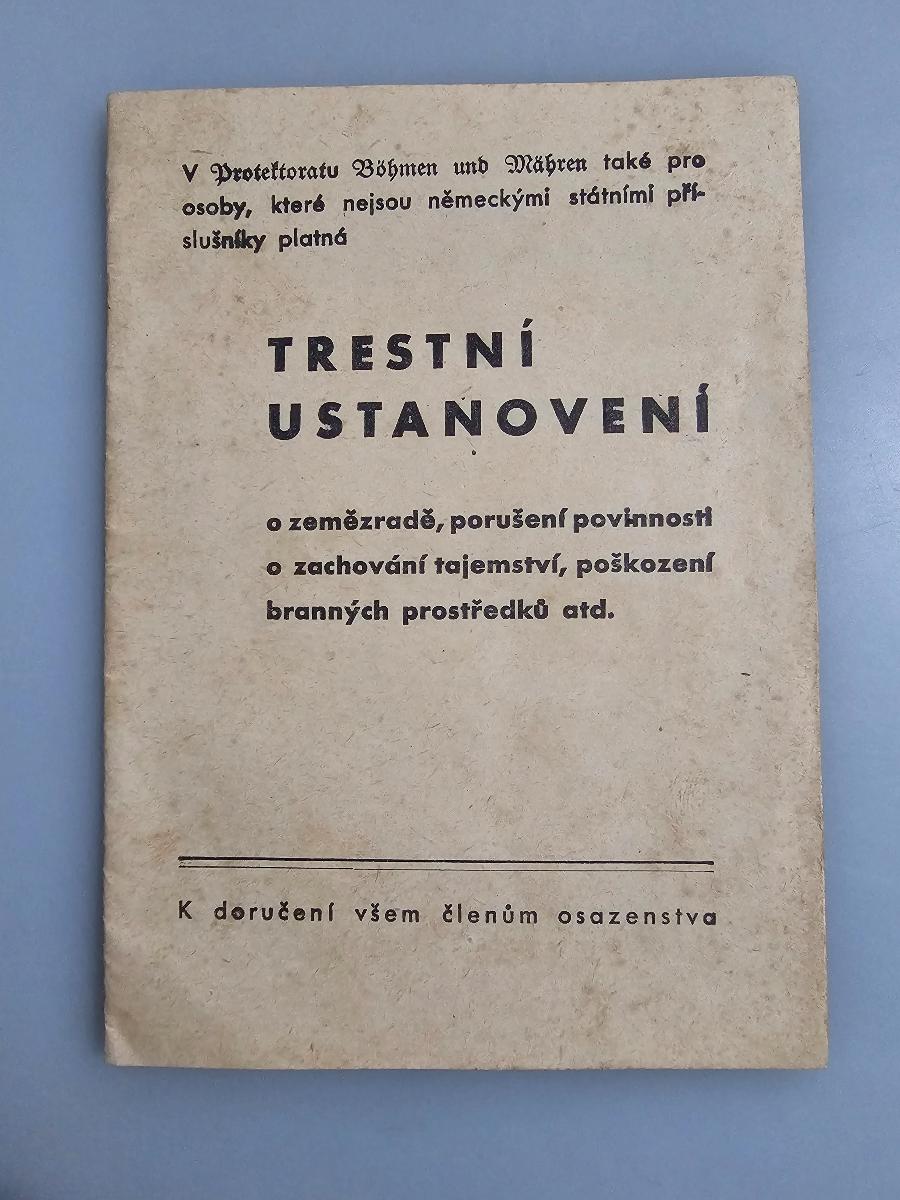 V Protektoratu Böhmen und Mähren také pro
osoby, které nejsou německými státními pří-
slušníky platná
TRESTNÍ
USTANOVENÍ
o zemězradě, porušení povinnosti
o zachování tajemství, poškození
branných prostředků atd.
K doručení všem členům osazenstva